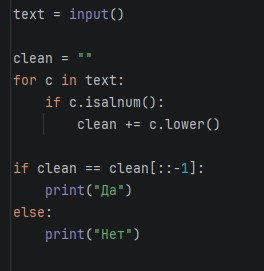 text = input()

clean = ""
for c in text:
    if c.isalnum():
        clean += c.lower()

if clean == clean[::-1]:
    print("Да")
else:
    print("Нет")